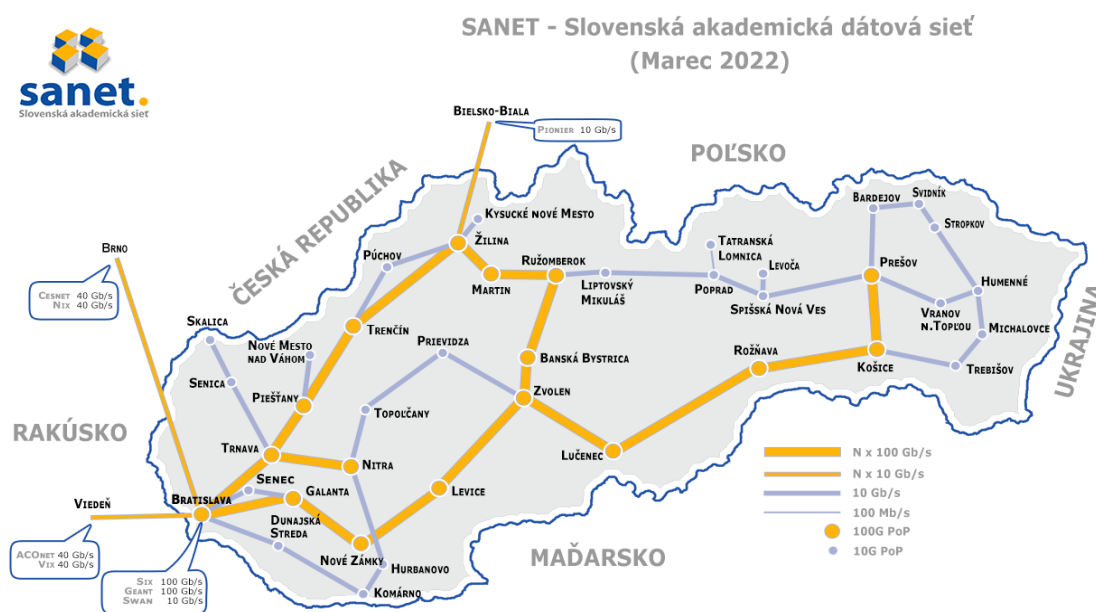 SANET - Slovenská akademická dátová sieť
(Marec 2022)
sanet.
Slovenská akademická sieť
BIELSKO-BIALA
PIONIER 10 Gb/s
POĽSKO
ČESKÁ REPUBLIKA
BARDEJOV
SVIDNÍK
STROPKOV
KYSUCKÉ NOVÉ MESTO
ŽILINA
BRNO
PÚCHOV
RUŽOMBEROK
TATRANSKÁ
LOMNICA
LEVOČA
PREŠOV
MARTIN
LIPTOVSKÝ
MIKULÁŠ
POPRAD
SPIŠSKÁ NOVÁ VES
HUMENNÉ
CESNET 40 Gb/s
NIX 40 Gb/s
VRANOV
N.TOPĽOU
SKALICA
TRENČÍN
MICHALOVCE
UKRAJINA
NOVÉ MESTO
NAD VÁHOM
PRIEVIDZA
BANSKÁ BYSTRICA
ROŽŇAVA
KOŠICE
TREBIŠOV
SENICA
PIEŠŤANY
ZVOLEN
TOPOĽČANY
RAKÚSKO
TRNAVA
NITRA
LUČENEC
N x 100 Gb/s
N x 10 Gb/s
10 Gb/s
100 Mb/s
100G PoP
10G PoP
SENEC
GALANTA
LEVICE
BRATISLAVA
VIEDEŇ
DUNAJSKÁ
STREDA
NOVÉ ZÁMKY
HURBANOVO
KOMÁRNO
MAĎARSKO
ACONET 40 Gb/s
VIX 40 Gb/s
SIX 100 Gb/s
GEANT 100 Gb/s
SWAN 10 Gb/s